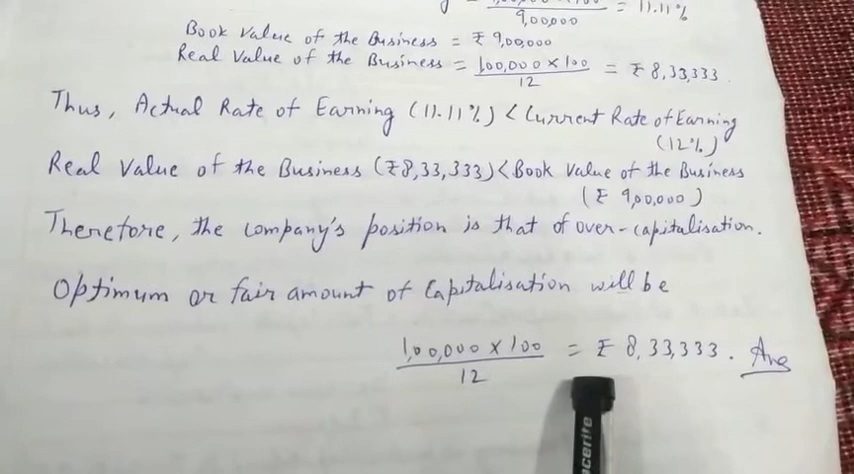 = 11.11%
9,00,000
Book Value of the Business = ₹ 9,00,000
Real Value of the Business = 1,00,000 × 100 / 12 = ₹ 8,33,333.
Thus, Actual Rate of Earning (11.11%) < Current Rate of Earning
(12%)
Real Value of the Business (₹8,33,333) < Book Value of the Business
(₹ 9,00,000)
Therefore, the company's position is that of over-capitalisation.
Optimum or fair amount of Capitalisation will be
1,00,000 × 100 / 12 = ₹ 8,33,333. Ans
cerite